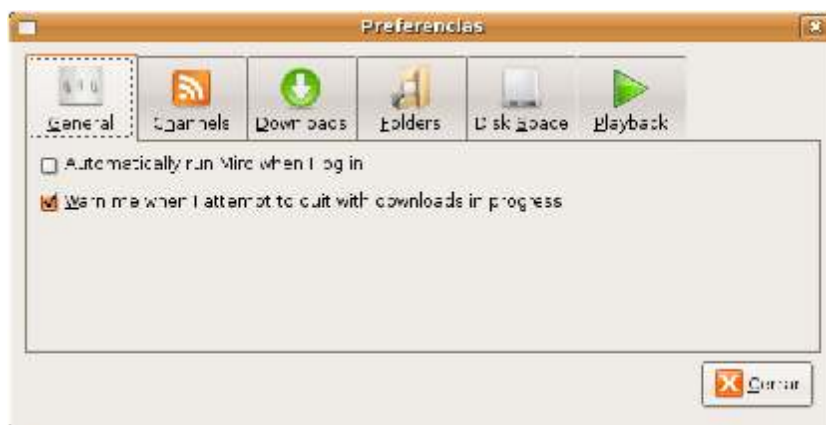 Preferencias
General Channels Downloads Folders Disk Space Playback
Automatically run Miro when I log in
Warn me when I attempt to quit with downloads in progress
Cerrar